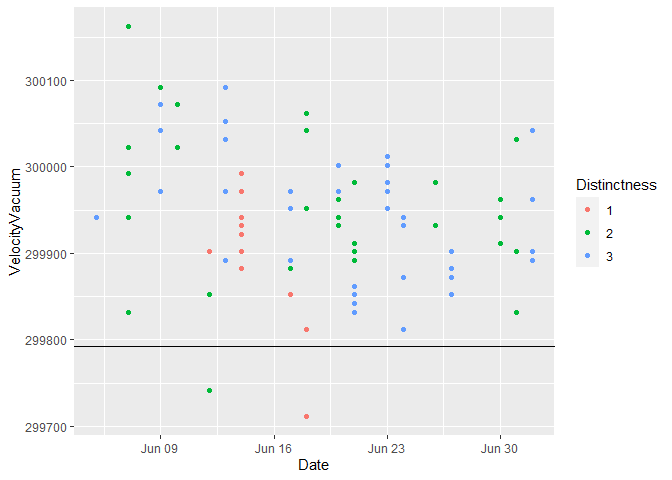 300100
300000
299900
299800
299700
VelocityVacuum
Jun 09
Jun 16
Jun 23
Jun 30
Date
Distinctness
1
2
3